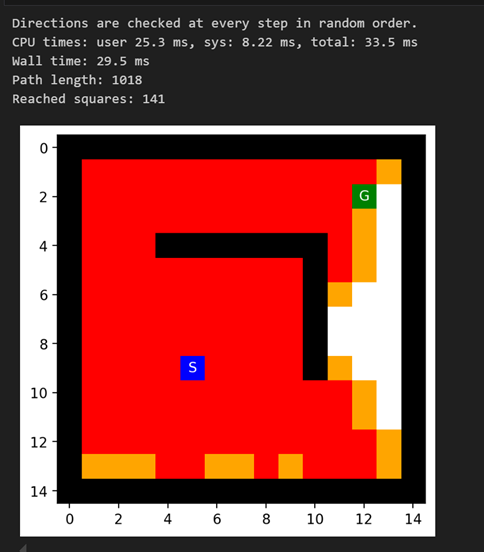 Directions are checked at every step in random order.
CPU times: user 25.3 ms, sys: 8.22 ms, total: 33.5 ms
Wall time: 29.5 ms
Path length: 1018
Reached squares: 141
0
2
G
4
6
8
S
10
12
14
0 2 4 6 8 10 12 14